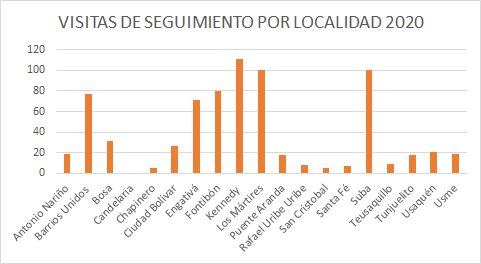 VISITAS DE SEGUIMIENTO POR LOCALIDAD 2020
120
100
80
60
40
20
0
Antonio Nariño
Barrios Unidos
Bosa
Candelaria
Chapinero
Ciudad Bolivar
Engativá
Fontibón
Kennedy
Los Mártires
Puente Aranda
Rafael Uribe Uribe
San Cristobal
Santa Fé
Suba
Teusaquillo
Tunjuelito
Usaquén
Usme